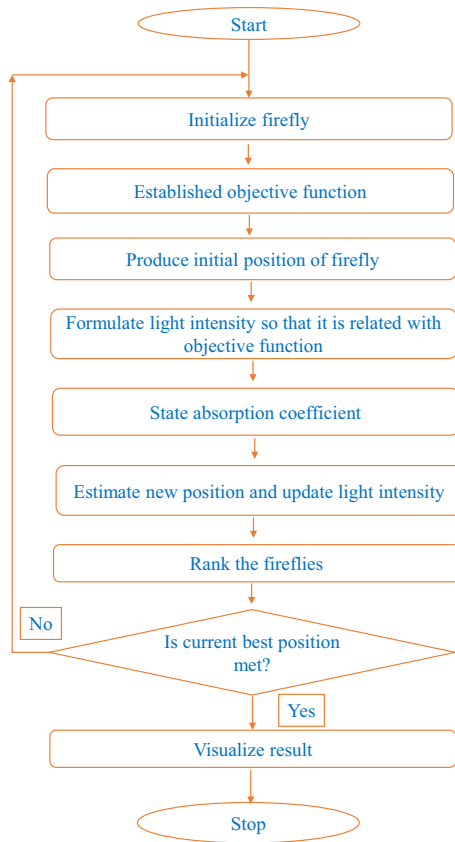 Start
Initialize firefly
Established objective function
Produce initial position of firefly
Formulate light intensity so that it is related with
objective function
State absorption coefficient
Estimate new position and update light intensity
Rank the fireflies
No
Is current best position
met?
Yes
Visualize result
Stop